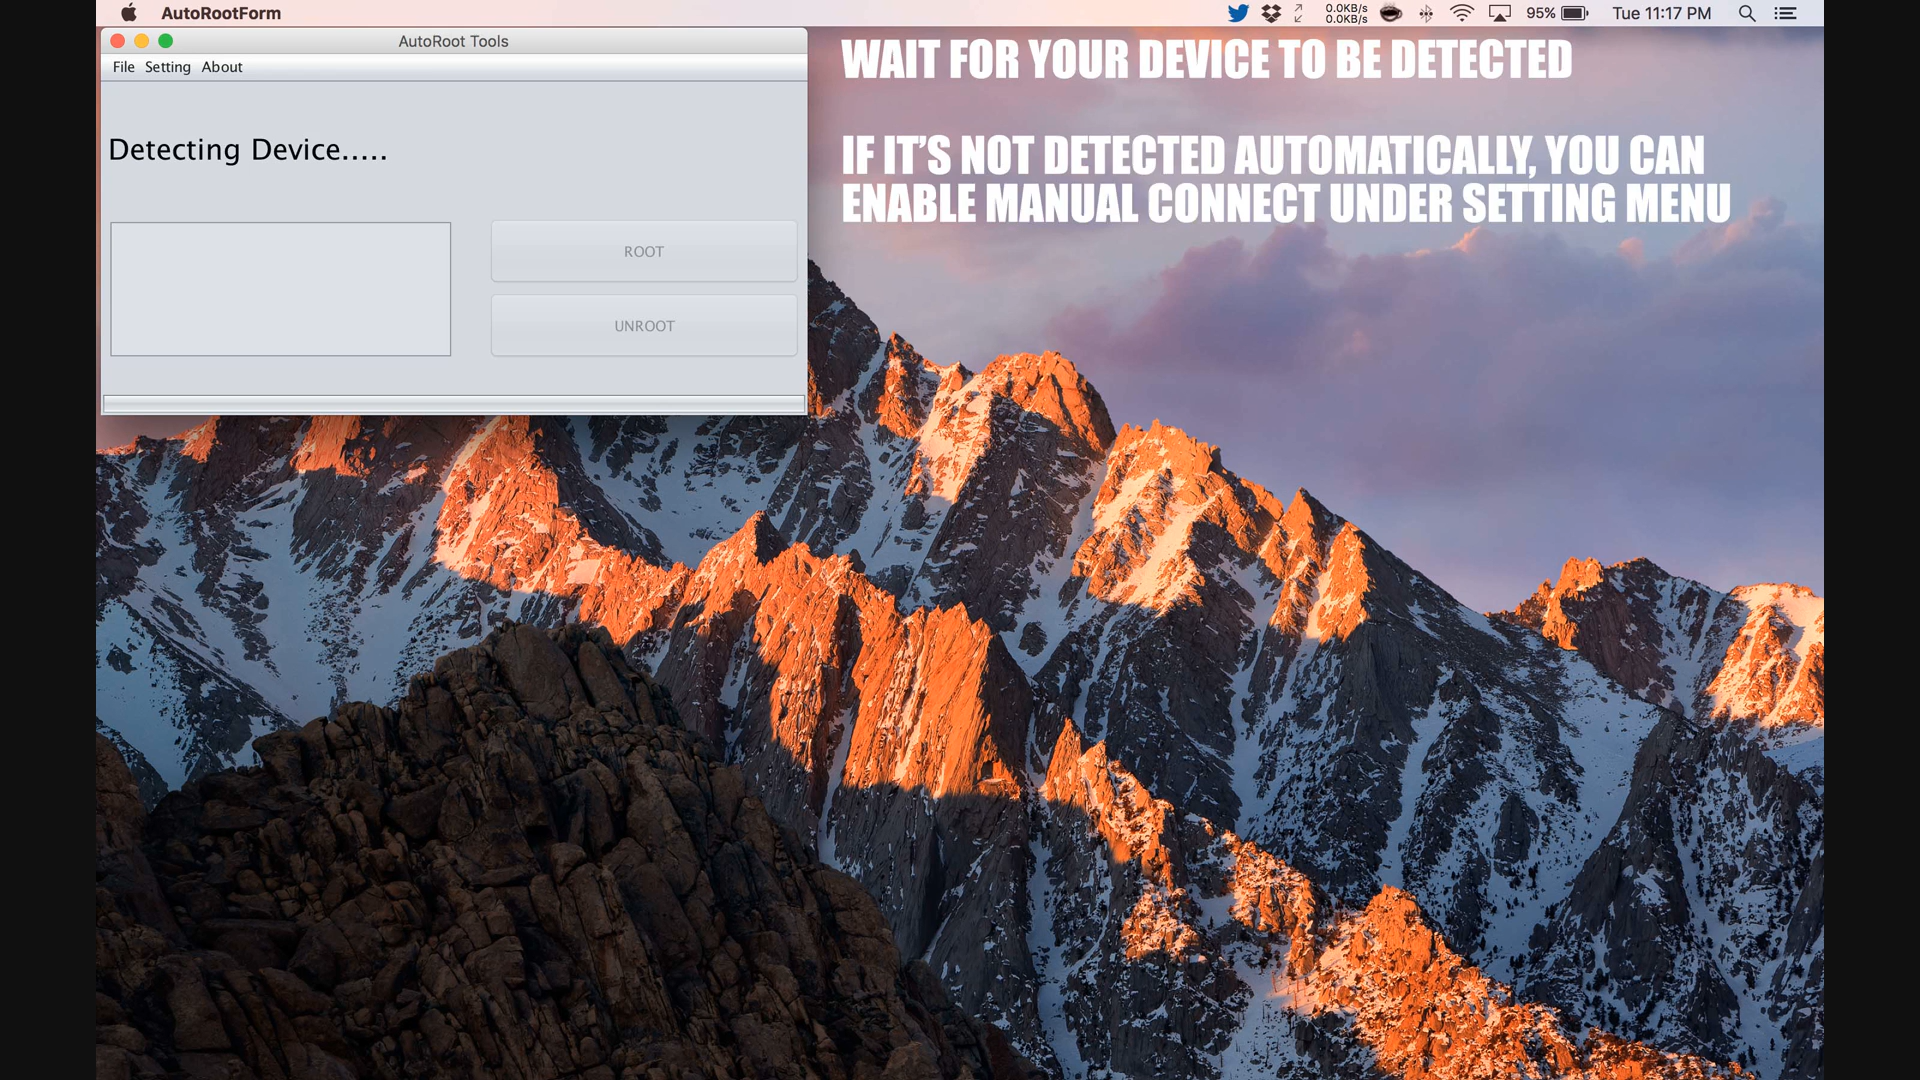 AutoRootForm
0.0KB/s
0.0KB/s
95%
Tue 11:17 PM
AutoRoot Tools
File Setting About
Detecting Device.....
ROOT
UNROOT
WAIT FOR YOUR DEVICE TO BE DETECTED
IF IT’S NOT DETECTED AUTOMATICALLY, YOU CAN
ENABLE MANUAL CONNECT UNDER SETTING MENU